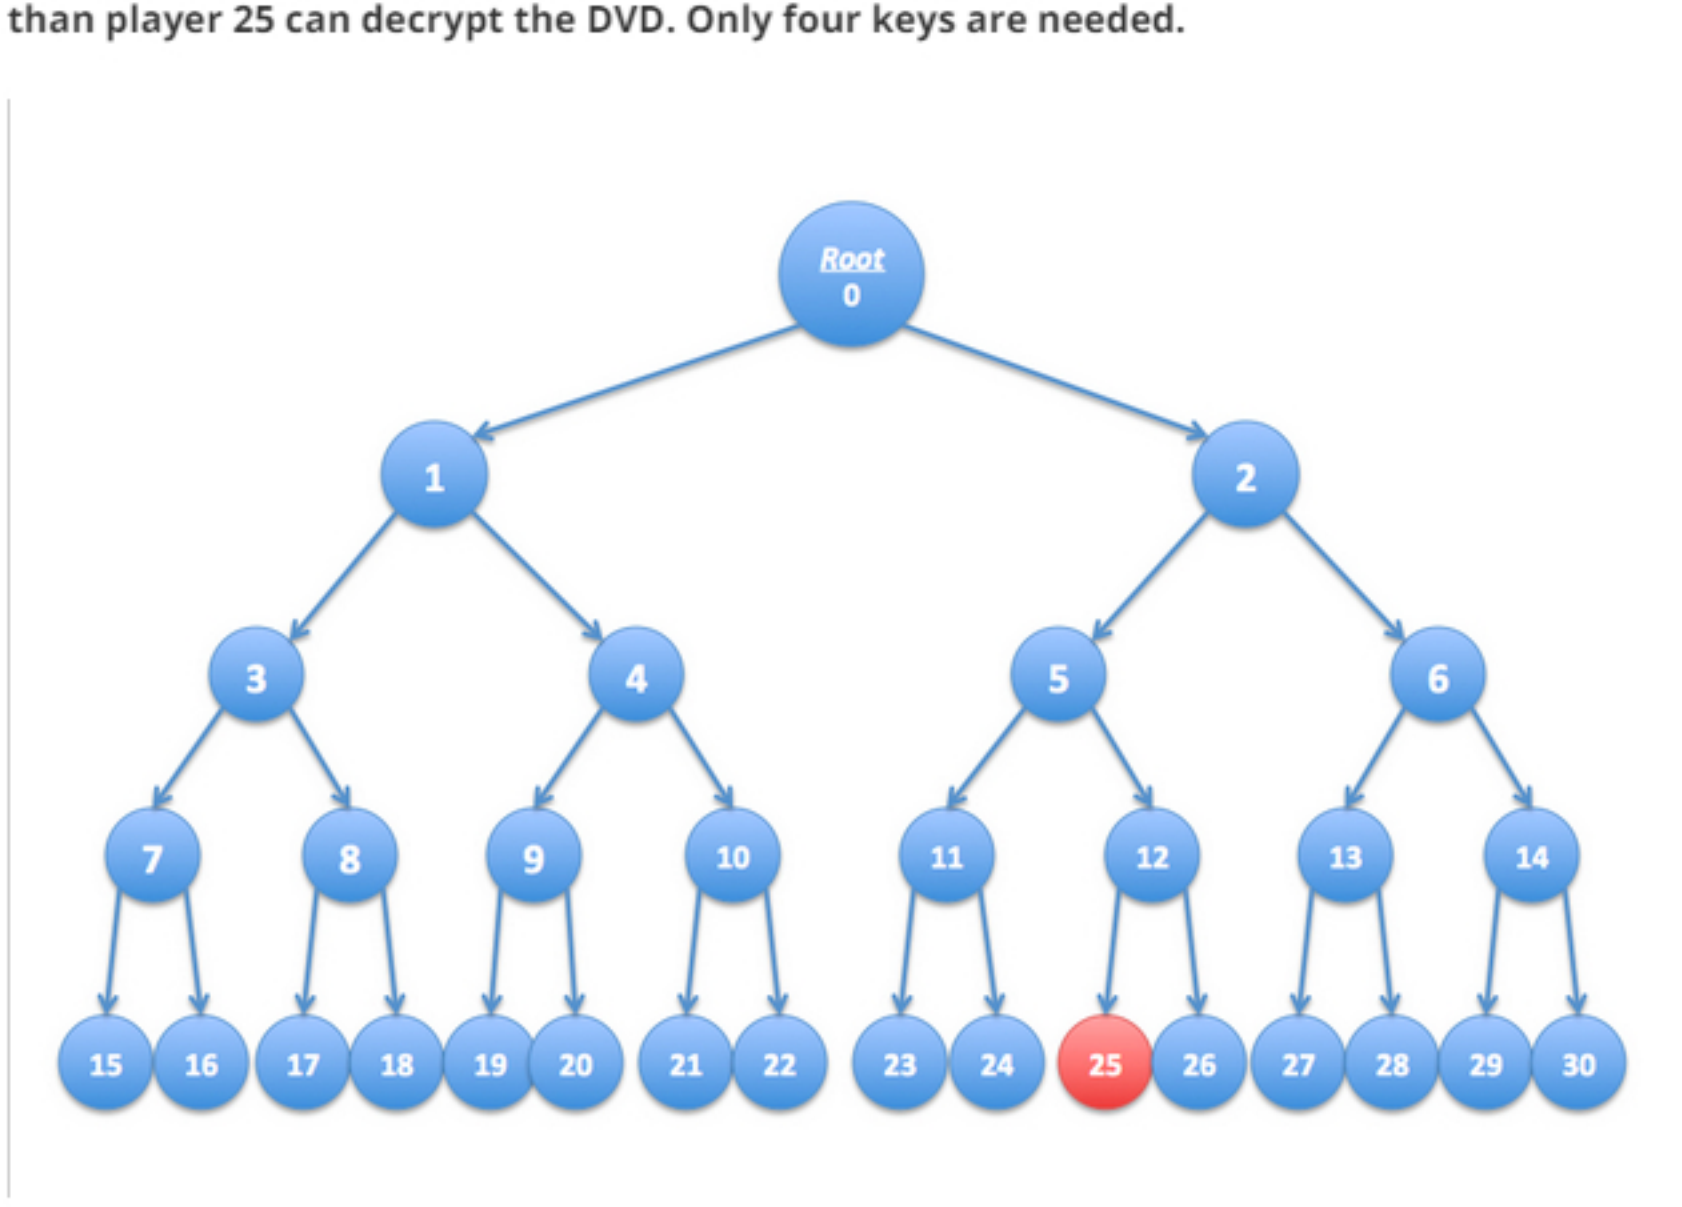 than player 25 can decrypt the DVD. Only four keys are needed.
Root
0
1 2
3 4 5 6
7 8 9 10 11 12 13 14
15 16 17 18 19 20 21 22 23 24 25 26 27 28 29 30